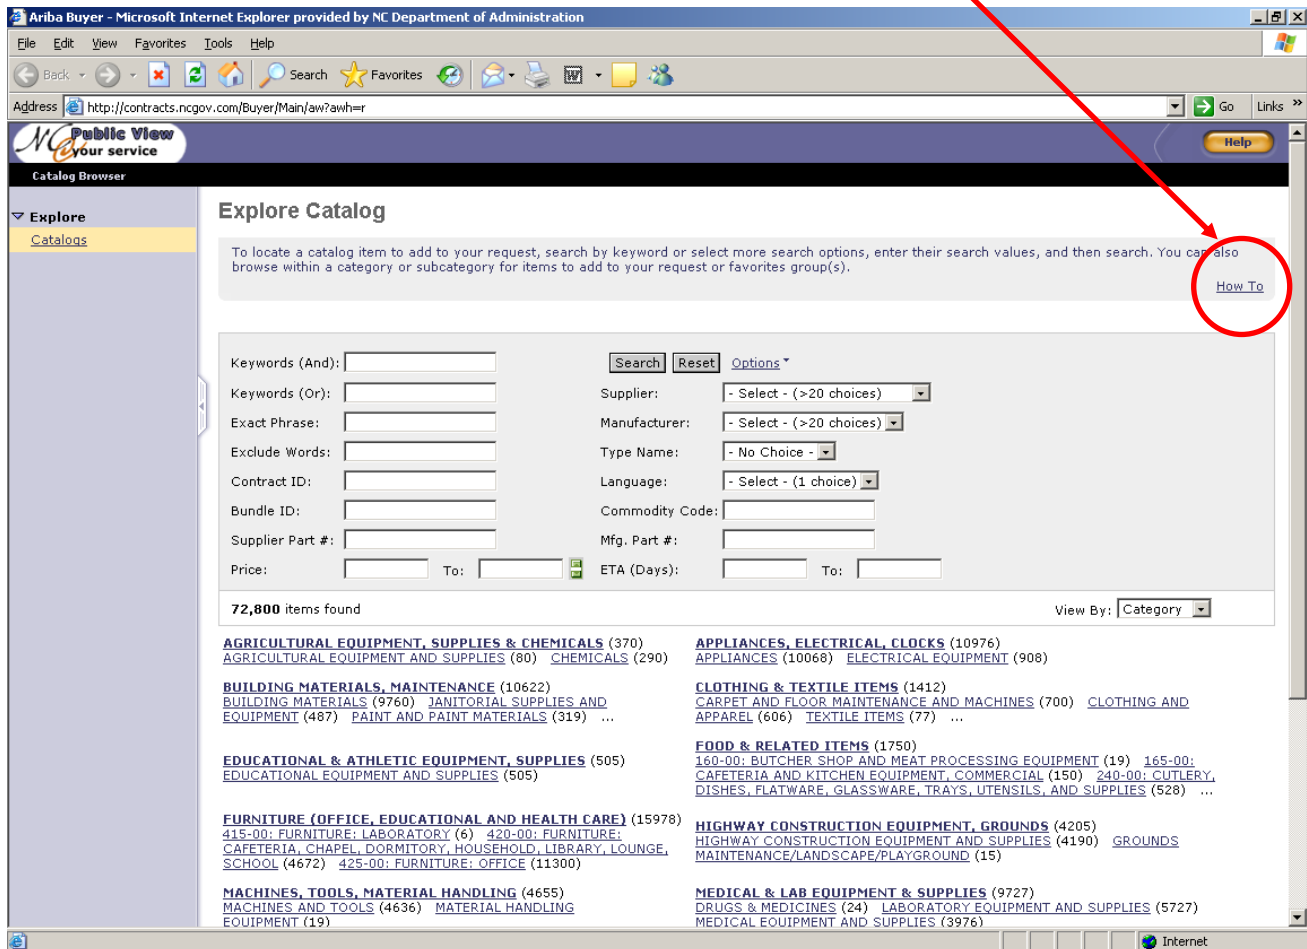 Ariba Buyer - Microsoft Internet Explorer provided by NC Department of Administration
File Edit View Favorites Tools Help
Back Search Favorites
Address http://contracts.ncgov.com/Buyer/Main/aw?awh=r Go Links »
NC Public View
@your service
Help
Catalog Browser
Explore
Catalogs
Explore Catalog
To locate a catalog item to add to your request, search by keyword or select more search options, enter their search values, and then search. You can also
browse within a category or subcategory for items to add to your request or favorites group(s).
How To
Keywords (And): Search Reset Options
Keywords (Or): Supplier: - Select - (>20 choices)
Exact Phrase: Manufacturer: - Select - (>20 choices)
Exclude Words: Type Name: - No Choice -
Contract ID: Language: - Select - (1 choice)
Bundle ID: Commodity Code:
Supplier Part #: Mfg. Part #:
Price: To: ETA (Days): To:
72,800 items found View By: Category
AGRICULTURAL EQUIPMENT, SUPPLIES & CHEMICALS (370)
AGRICULTURAL EQUIPMENT AND SUPPLIES (80) CHEMICALS (290)
APPLIANCES, ELECTRICAL, CLOCKS (10976)
APPLIANCES (10068) ELECTRICAL EQUIPMENT (908)
BUILDING MATERIALS, MAINTENANCE (10622)
BUILDING MATERIALS (9760) JANITORIAL SUPPLIES AND
EQUIPMENT (487) PAINT AND PAINT MATERIALS (319) ...
CLOTHING & TEXTILE ITEMS (1412)
CARPET AND FLOOR MAINTENANCE AND MACHINES (700) CLOTHING AND
APPAREL (606) TEXTILE ITEMS (77) ...
EDUCATIONAL & ATHLETIC EQUIPMENT, SUPPLIES (505)
EDUCATIONAL EQUIPMENT AND SUPPLIES (505)
FOOD & RELATED ITEMS (1750)
160-00: BUTCHER SHOP AND MEAT PROCESSING EQUIPMENT (19) 165-00:
CAFETERIA AND KITCHEN EQUIPMENT, COMMERCIAL (150) 240-00: CUTLERY,
DISHES, FLATWARE, GLASSWARE, TRAYS, UTENSILS, AND SUPPLIES (528) ...
FURNITURE (OFFICE, EDUCATIONAL AND HEALTH CARE) (15978)
415-00: FURNITURE: LABORATORY (6) 420-00: FURNITURE:
CAFETERIA, CHAPEL, DORMITORY, HOUSEHOLD, LIBRARY, LOUNGE,
SCHOOL (4672) 425-00: FURNITURE: OFFICE (11300)
HIGHWAY CONSTRUCTION EQUIPMENT, GROUNDS (4205)
HIGHWAY CONSTRUCTION EQUIPMENT AND SUPPLIES (4190) GROUNDS
MAINTENANCE/LANDSCAPE/PLAYGROUND (15)
MACHINES, TOOLS, MATERIAL HANDLING (4655)
MACHINES AND TOOLS (4636) MATERIAL HANDLING
EQUIPMENT (19)
MEDICAL & LAB EQUIPMENT & SUPPLIES (9727)
DRUGS & MEDICINES (24) LABORATORY EQUIPMENT AND SUPPLIES (5727)
MEDICAL EQUIPMENT AND SUPPLIES (3976)
Internet